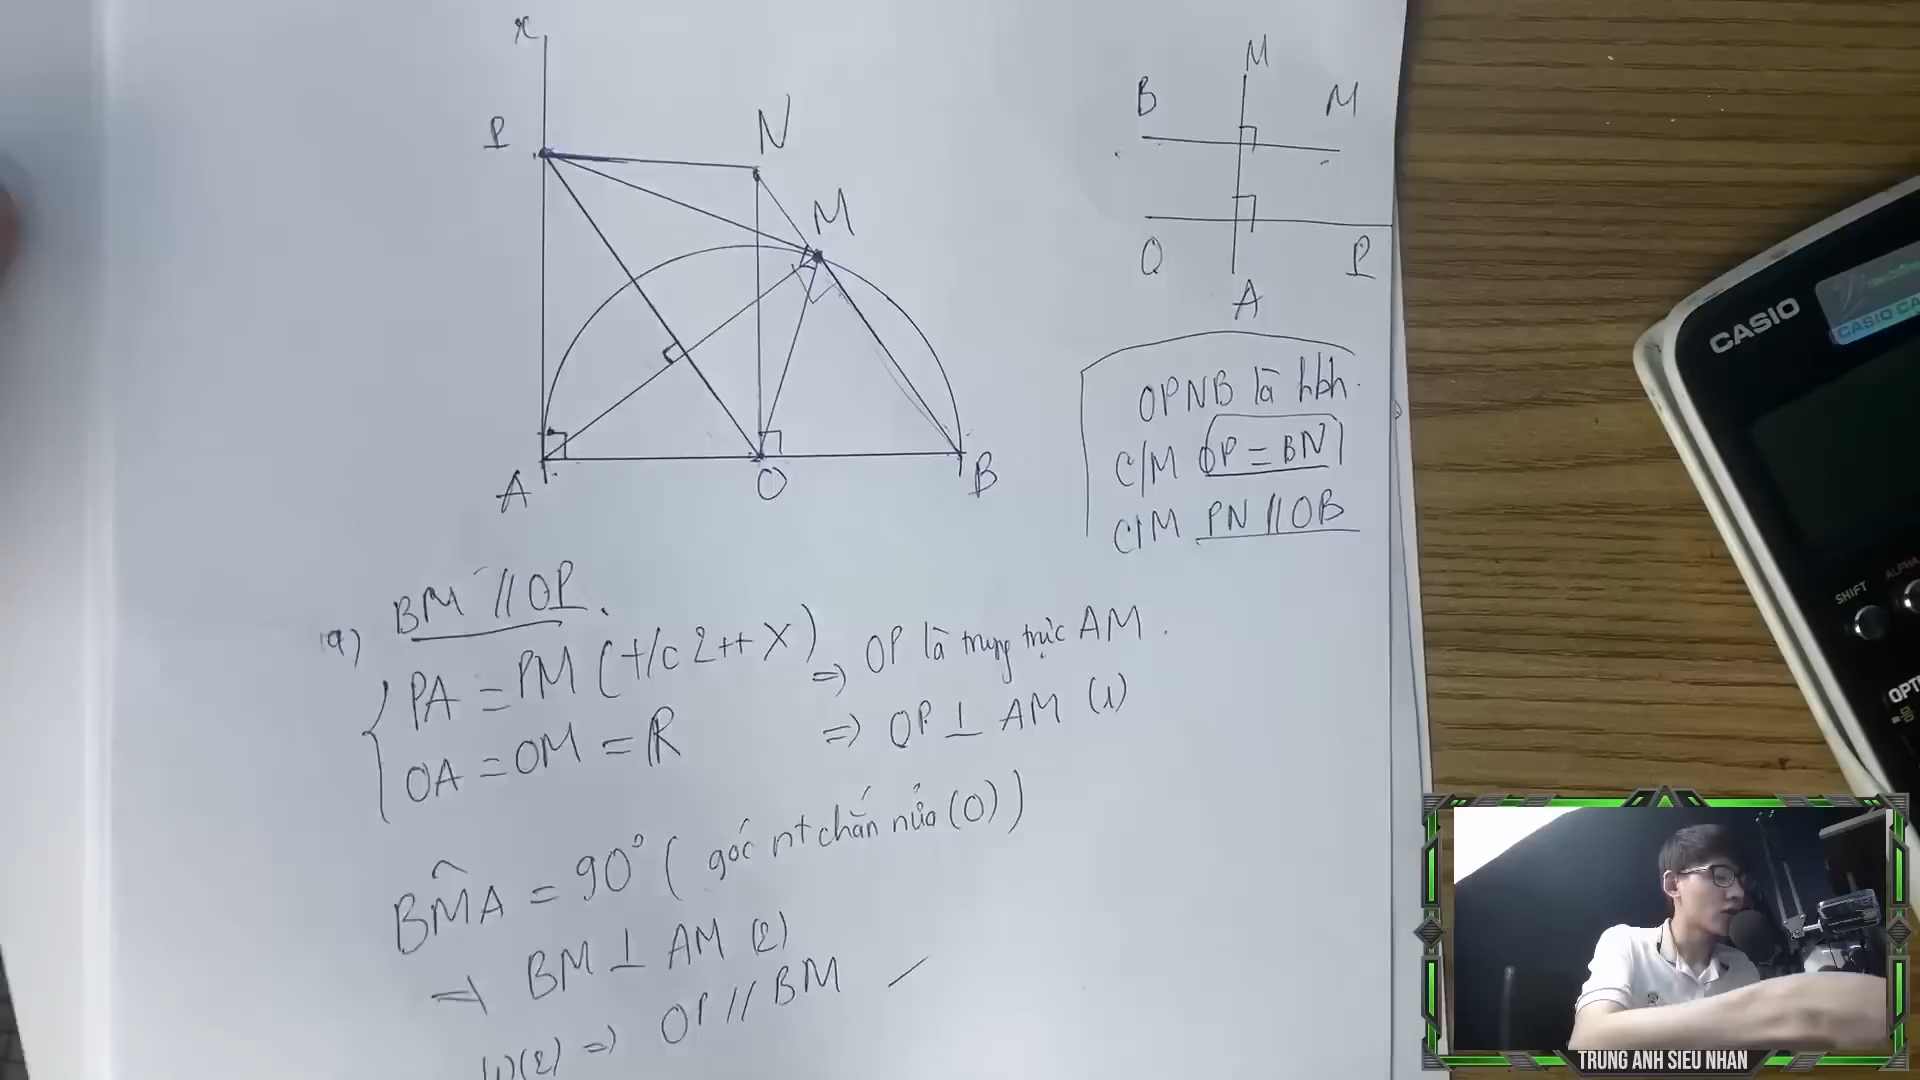 x
P
N
M
A
O
B
M
B
M
O
P
A
OPNB là hbh.
C/M OP = BN
C/M PN // OB
a) BM // OP.
PA = PM (t/c 2tt X) => OP là trung trực AM.
OA = OM = R => OP ⊥ AM (1)
BMA = 90° (góc nt chắn nửa (O))
=> BM ⊥ AM (2)
(1)(2) => OP // BM
CASIO
CASIO
SHIFT
ALPHA
OPTN
TRUNG ANH SIEU NHAN